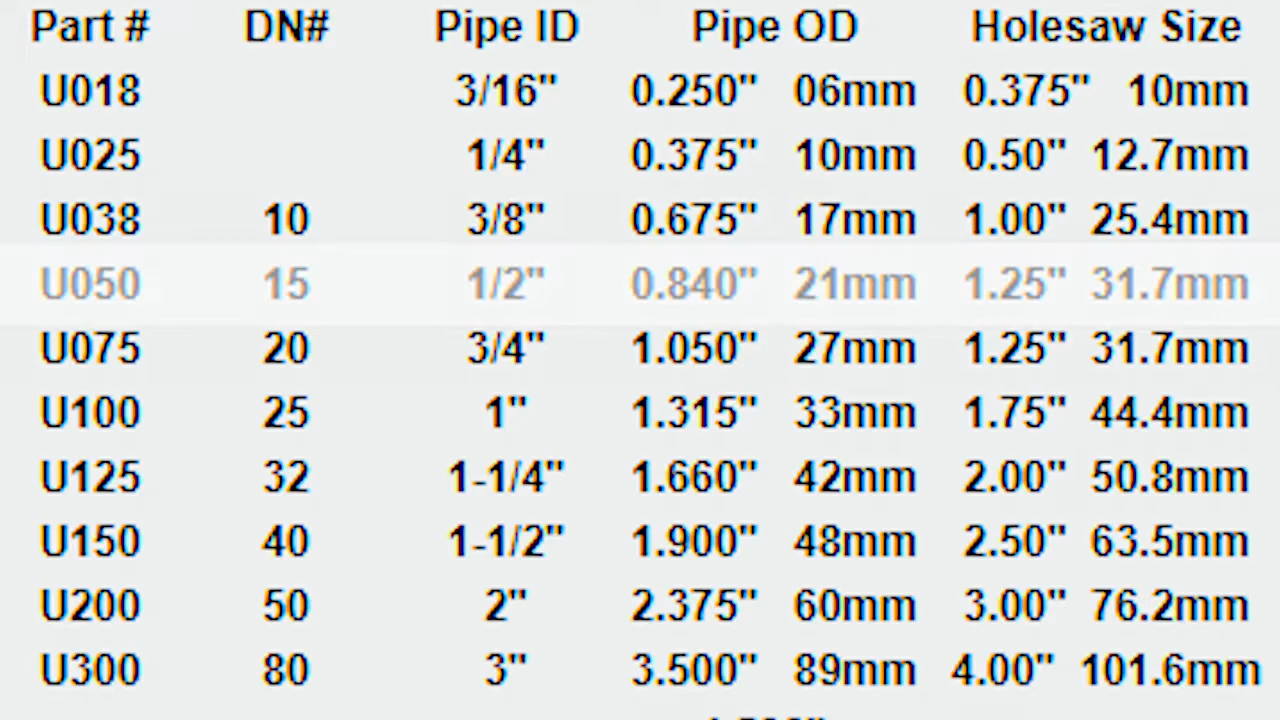 Part # DN# Pipe ID Pipe OD Holesaw Size
U018 3/16" 0.250" 06mm 0.375" 10mm
U025 1/4" 0.375" 10mm 0.50" 12.7mm
U038 10 3/8" 0.675" 17mm 1.00" 25.4mm
U050 15 1/2" 0.840" 21mm 1.25" 31.7mm
U075 20 3/4" 1.050" 27mm 1.25" 31.7mm
U100 25 1" 1.315" 33mm 1.75" 44.4mm
U125 32 1-1/4" 1.660" 42mm 2.00" 50.8mm
U150 40 1-1/2" 1.900" 48mm 2.50" 63.5mm
U200 50 2" 2.375" 60mm 3.00" 76.2mm
U300 80 3" 3.500" 89mm 4.00" 101.6mm